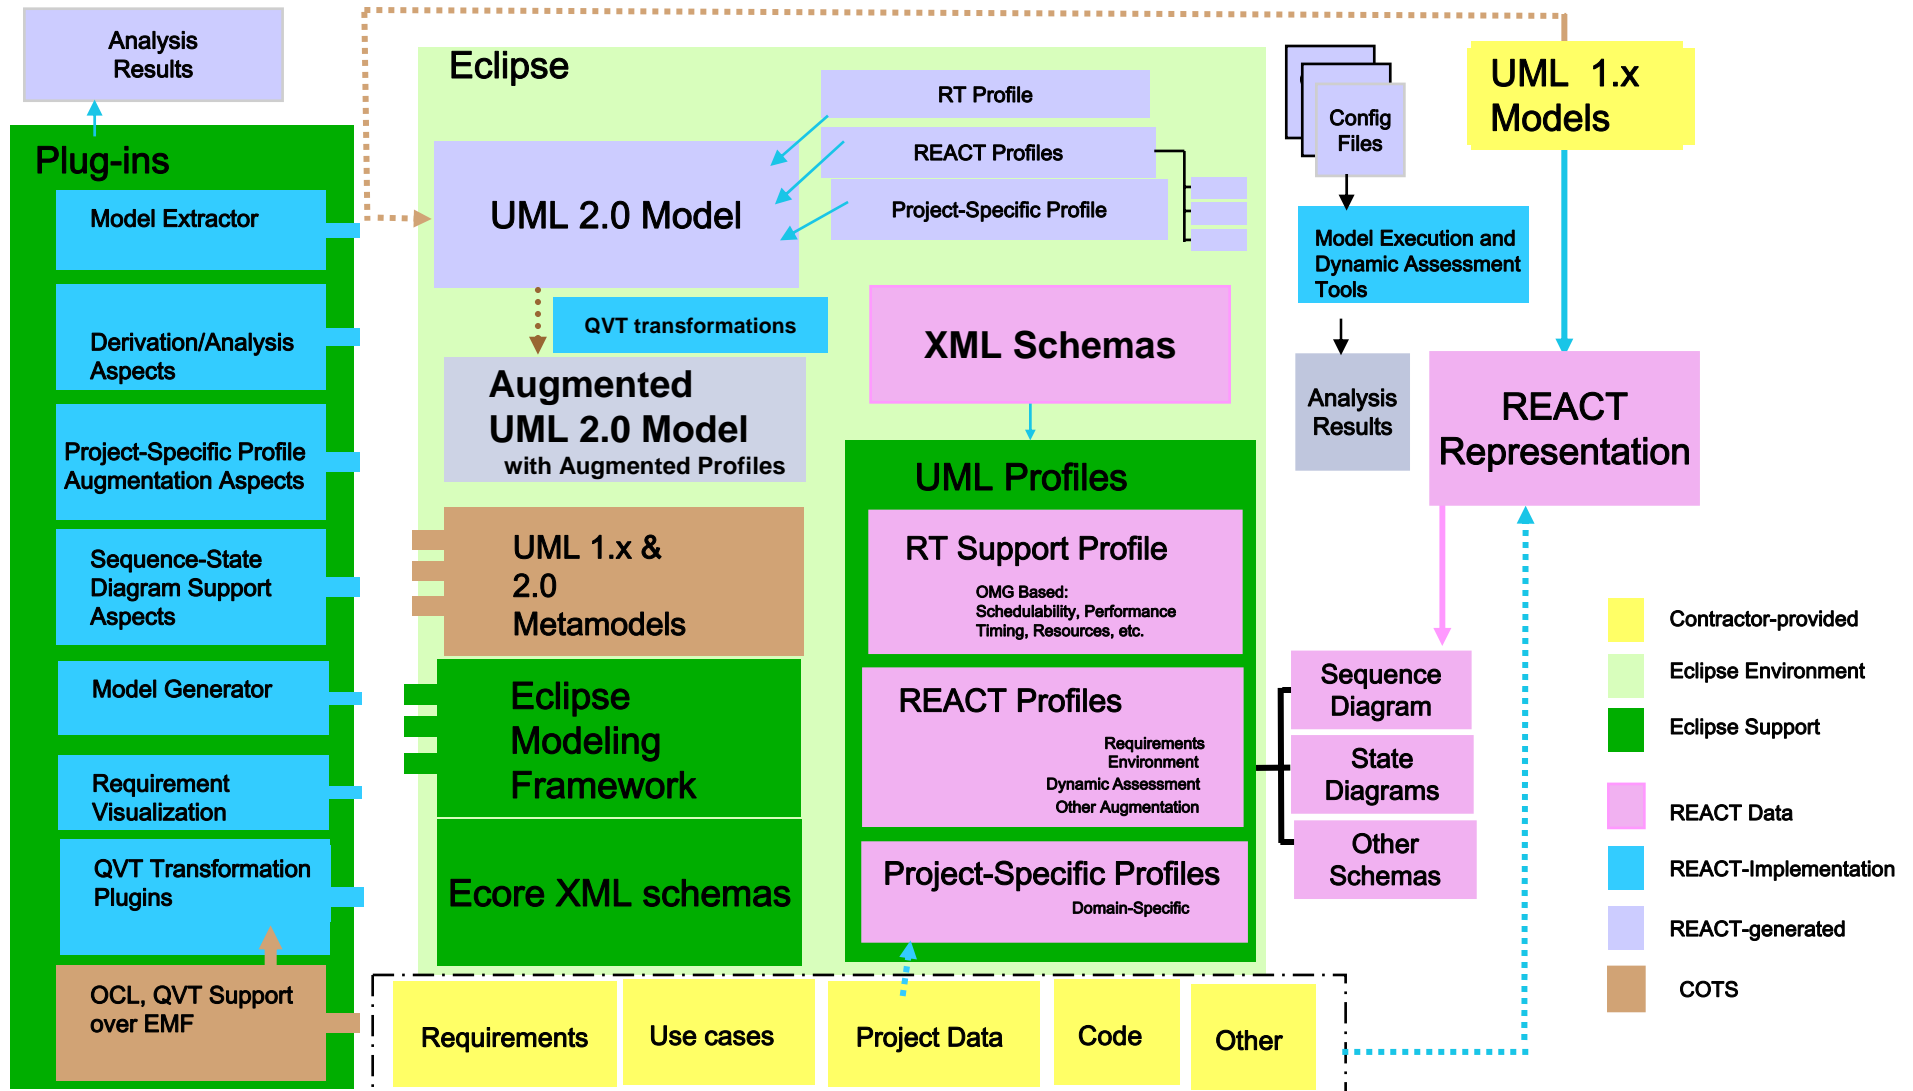 Analysis
Results
Plug-ins
Model Extractor
Derivation/Analysis
Aspects
Project-Specific Profile
Augmentation Aspects
Sequence-State
Diagram Support
Aspects
Model Generator
Requirement
Visualization
QVT Transformation
Plugins
OCL, QVT Support
over EMF
Eclipse
RT Profile
REACT Profiles
Project-Specific Profile
UML 2.0 Model
QVT transformations
Augmented
UML 2.0 Model
with Augmented Profiles
UML 1.x &
2.0
Metamodels
Eclipse
Modeling
Framework
Ecore XML schemas
XML Schemas
UML Profiles
RT Support Profile
OMG Based:
Schedulability, Performance
Timing, Resources, etc.
REACT Profiles
Requirements
Environment
Dynamic Assessment
Other Augmentation
Project-Specific Profiles
Domain-Specific
Requirements
Use cases
Project Data
Code
Other
Config
Files
Model Execution and
Dynamic Assessment
Tools
Analysis
Results
UML 1.x
Models
REACT
Representation
Sequence
Diagram
State
Diagrams
Other
Schemas
Contractor-provided
Eclipse Environment
Eclipse Support
REACT Data
REACT-Implementation
REACT-generated
COTS